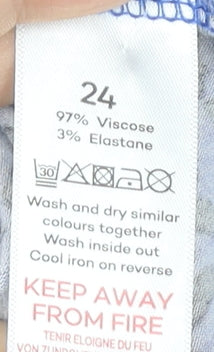 24
97% Viscose
3% Elastane
30
Wash and dry similar
colours together
Wash inside out
Cool iron on reverse
KEEP AWAY
FROM FIRE
TENIR ELOIGNE DU FEU